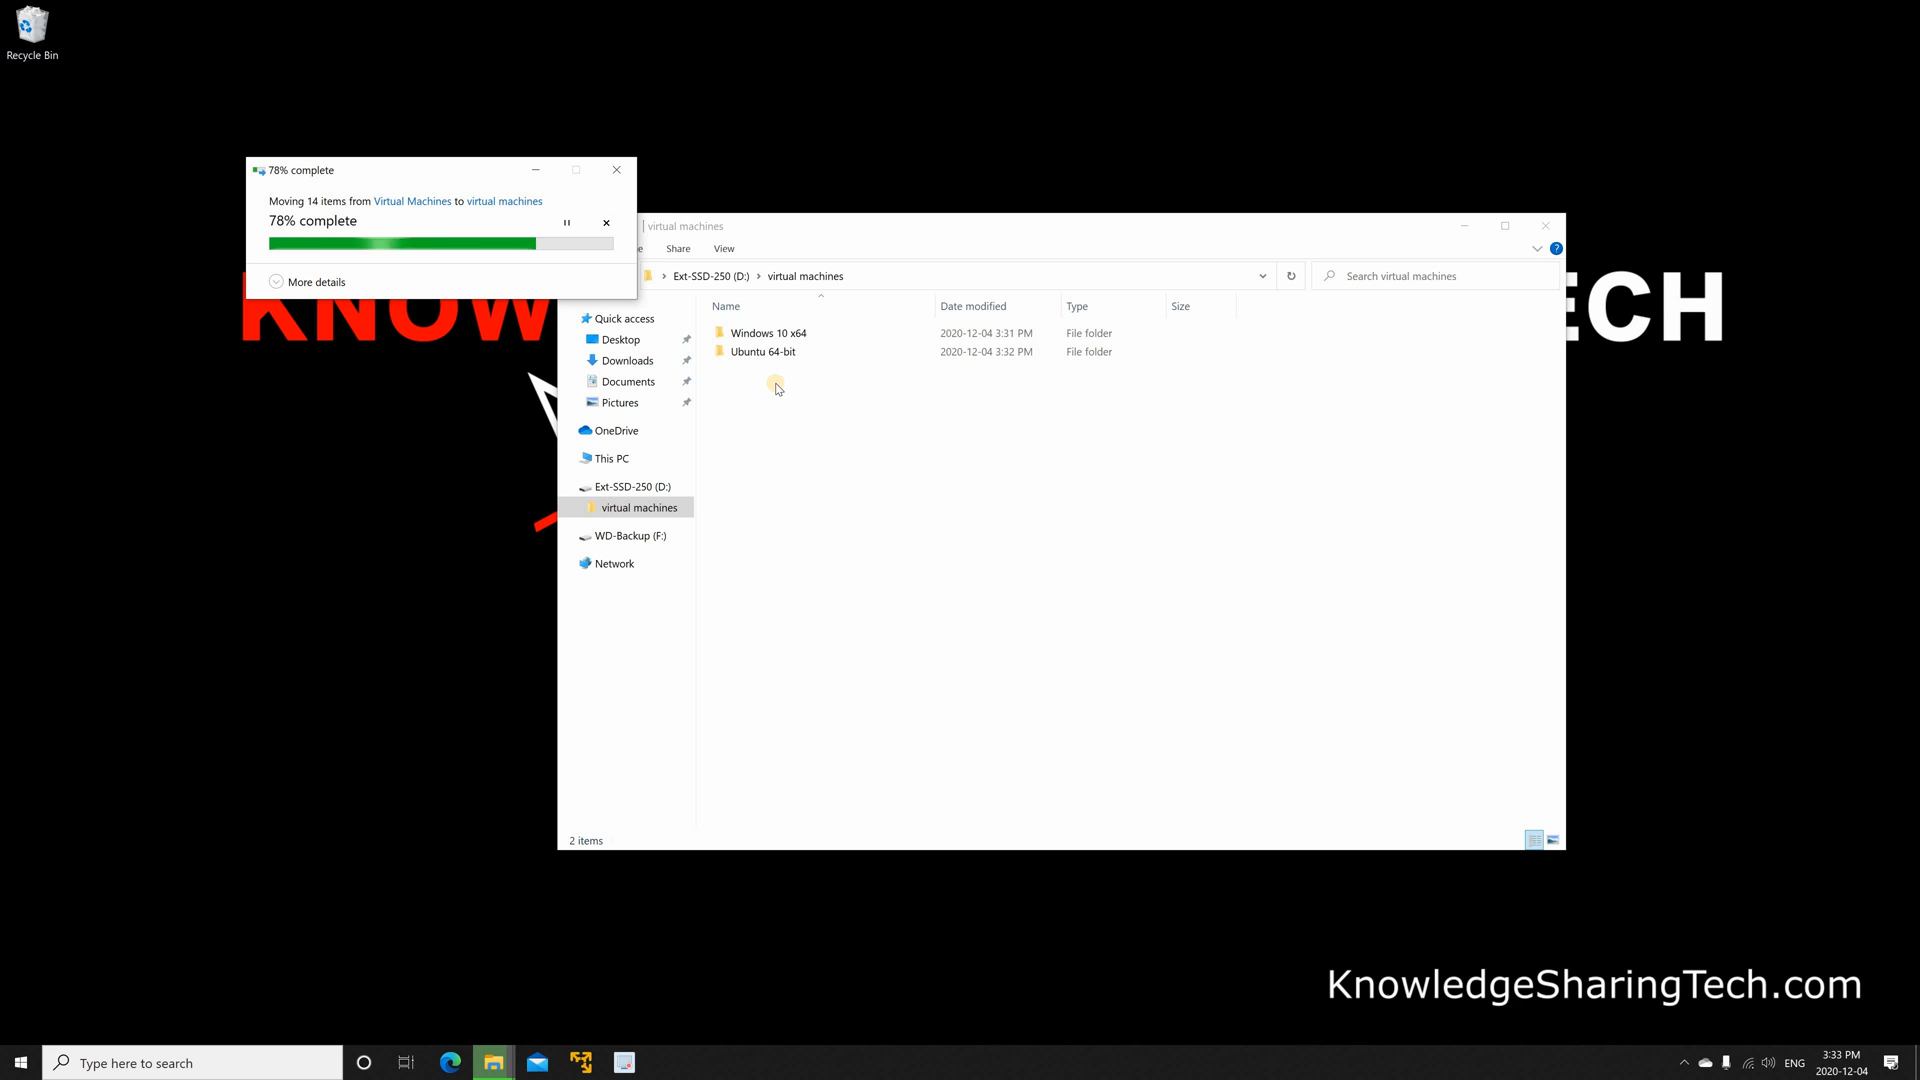 Recycle Bin
78% complete
Moving 14 items from Virtual Machines to virtual machines
78% complete
More details
virtual machines
Share View
Ext-SSD-250 (D:) virtual machines
Search virtual machines
Name Date modified Type Size
Windows 10 x64 2020-12-04 3:31 PM File folder
Ubuntu 64-bit 2020-12-04 3:32 PM File folder
Quick access
Desktop
Downloads
Documents
Pictures
OneDrive
This PC
Ext-SSD-250 (D:)
virtual machines
WD-Backup (F:)
Network
2 items
KNOW
ECH
KnowledgeSharingTech.com
Type here to search
ENG
3:33 PM
2020-12-04